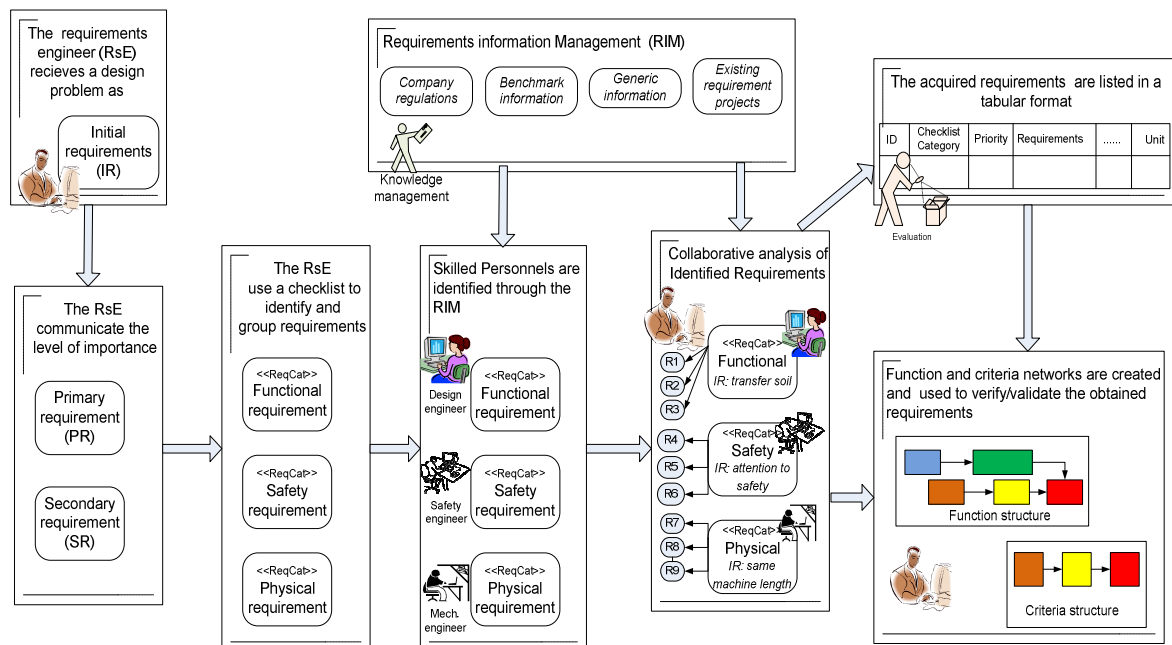 The requirements
engineer (RsE)
recieves a design
problem as
Initial
requirements
(IR)
Requirements information Management (RIM)
Company
regulations
Benchmark
information
Generic
information
Existing
requirement
projects
Knowledge
management
The acquired requirements are listed in a
tabular format
ID Checklist Category Priority Requirements ...... Unit
Evaluation
The RsE
communicate the
level of importance
Primary
requirement
(PR)
Secondary
requirement
(SR)
The RsE
use a checklist to
identify and
group requirements
<<ReqCat>>
Functional
requirement
<<ReqCat>>
Safety
requirement
<<ReqCat>>
Physical
requirement
Skilled Personnels are
identified through the
RIM
Design
engineer
<<ReqCat>>
Functional
requirement
Safety
engineer
<<ReqCat>>
Safety
requirement
Mech.
engineer
<<ReqCat>>
Physical
requirement
Collaborative analysis of
Identified Requirements
<<ReqCat>>
Functional
IR: transfer soil
R1
R2
R3
<<ReqCat>>
Safety
IR: attention to
safety
R4
R5
R6
<<ReqCat>>
Physical
IR: same
machine length
R7
R8
R9
Function and criteria networks are created
and used to verify/validate the obtained
requirements
Function structure
Criteria structure